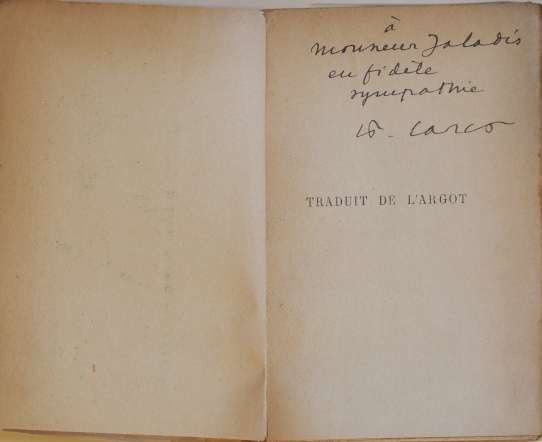 à
Monsieur Jaladis
en fidèle
sympathie
F. Carco
TRADUIT DE L'ARGOT